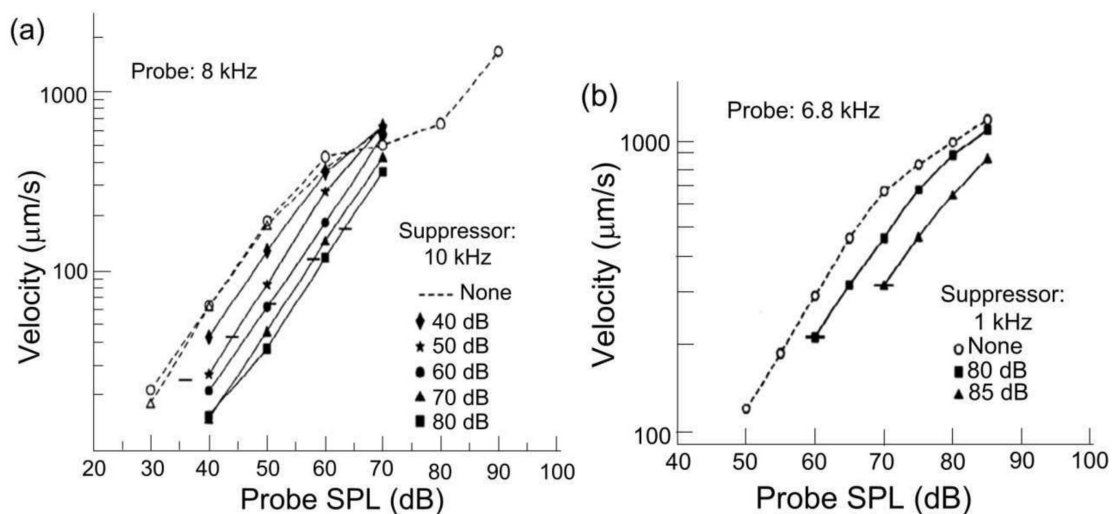 (a)
Probe: 8 kHz
1000
100
Velocity (μm/s)
Suppressor:
10 kHz
None
40 dB
50 dB
60 dB
70 dB
80 dB
20 30 40 50 60 70 80 90 100
Probe SPL (dB)
(b)
Probe: 6.8 kHz
1000
100
Velocity (μm/s)
Suppressor:
1 kHz
None
80 dB
85 dB
40 50 60 70 80 90 100
Probe SPL (dB)